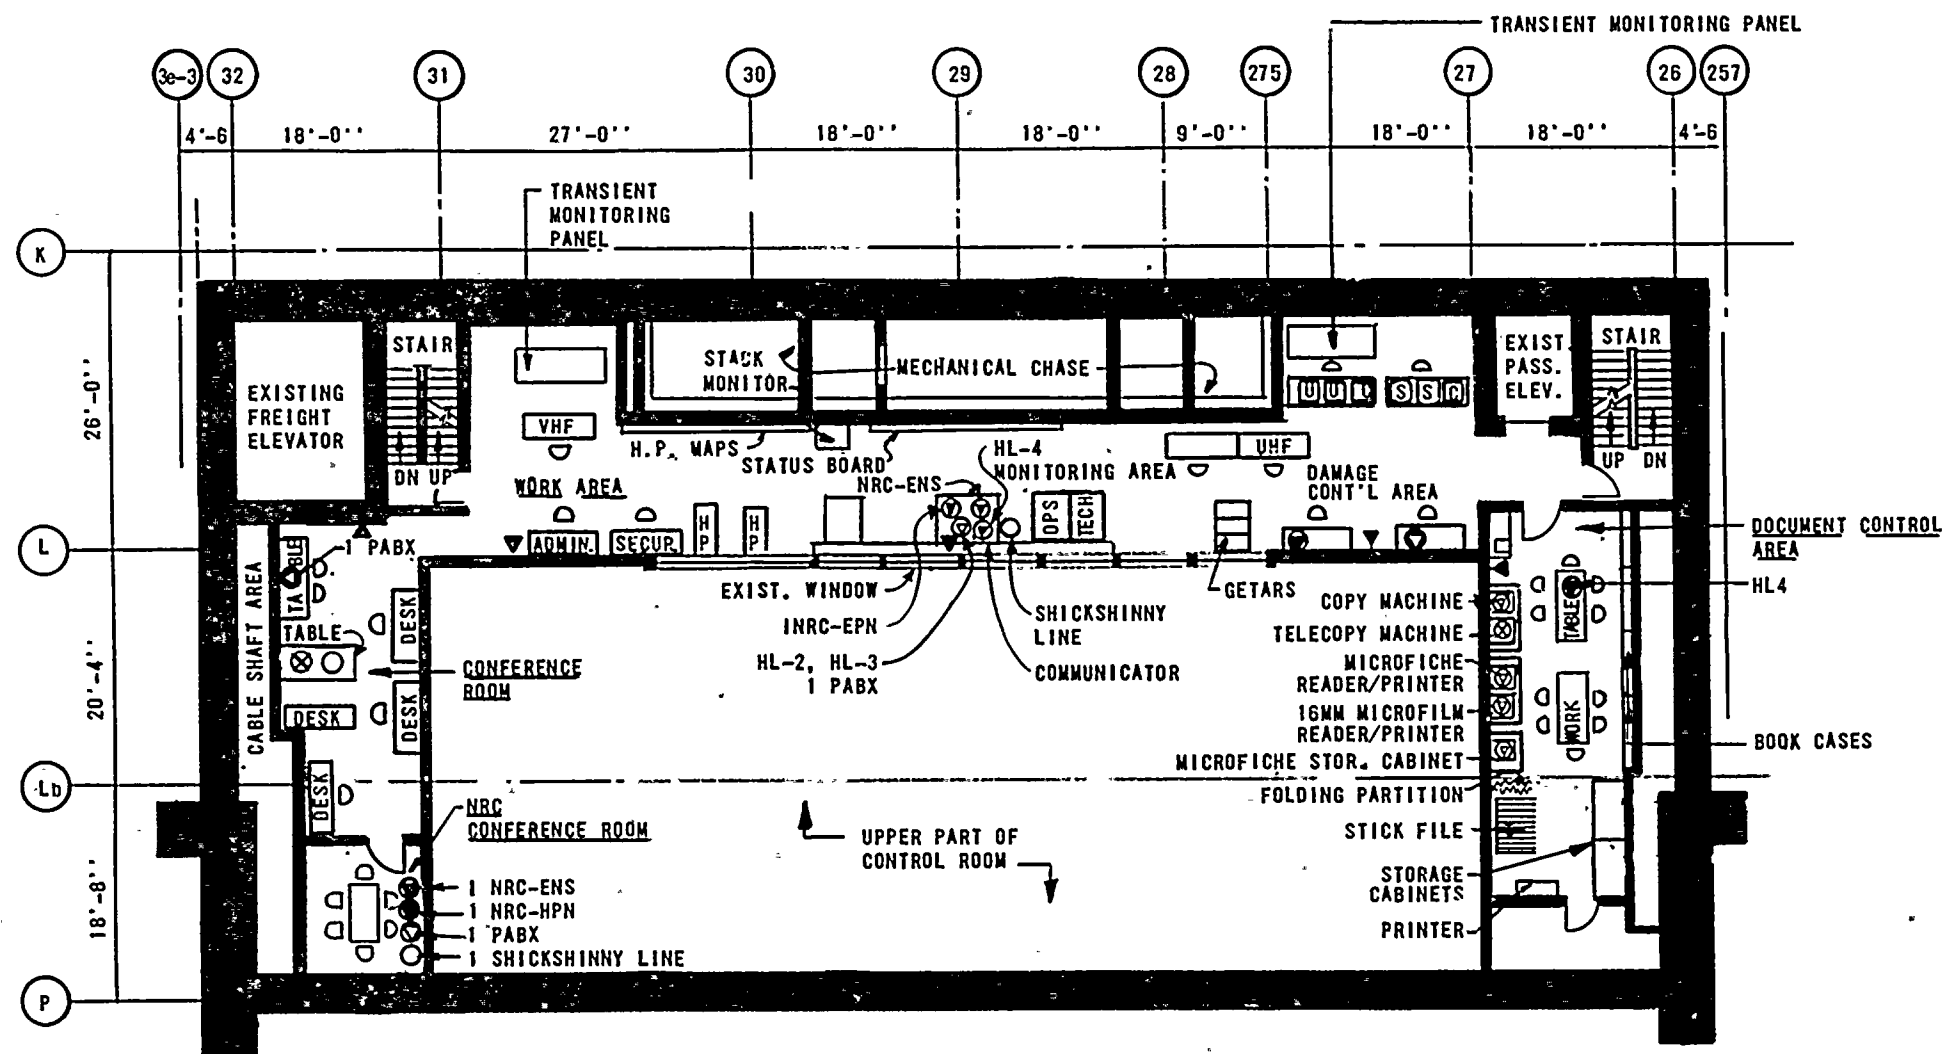 TRANSIENT MONITORING PANEL
3e-3
32
31
30
29
28
275
27
26
257
4'-6
18'-0''
27'-0''
18'-0''
18'-0''
9'-0''
18'-0''
18'-0''
4'-6
TRANSIENT
MONITORING
PANEL
K
26'-0''
STAIR
EXISTING
FREIGHT
ELEVATOR
DN UP
VHF
STACK
MONITOR
MECHANICAL CHASE
H.P. MAPS
STATUS BOARD
NRC-ENS
HL-4
MONITORING AREA
UHF
S S C
EXIST.
PASS.
ELEV.
STAIR
UP DN
DAMAGE
CONT'L AREA
WORK AREA
ADMIN.
SECUR.
HP
HP
OPS
TECH
L
1 PABX
TABLE
EXIST. WINDOW
INRC-EPN
HL-2, HL-3
1 PABX
SHICKSHINNY
LINE
COMMUNICATOR
GETARS
DOCUMENT CONTROL
AREA
HL4
COPY MACHINE
TELECOPY MACHINE
MICROFICHE
READER/PRINTER
16MM MICROFILM
READER/PRINTER
MICROFICHE STOR. CABINET
FOLDING PARTITION
STICK FILE
STORAGE
CABINETS
PRINTER
TABLE
WORK
BOOK CASES
20'-4''
CABLE SHAFT AREA
TABLE
DESK
CONFERENCE
ROOM
DESK
DESK
DESK
Lb
NRC
CONFERENCE ROOM
UPPER PART OF
CONTROL ROOM
18'-8''
1 NRC-ENS
1 NRC-HPN
1 PABX
1 SHICKSHINNY LINE
P